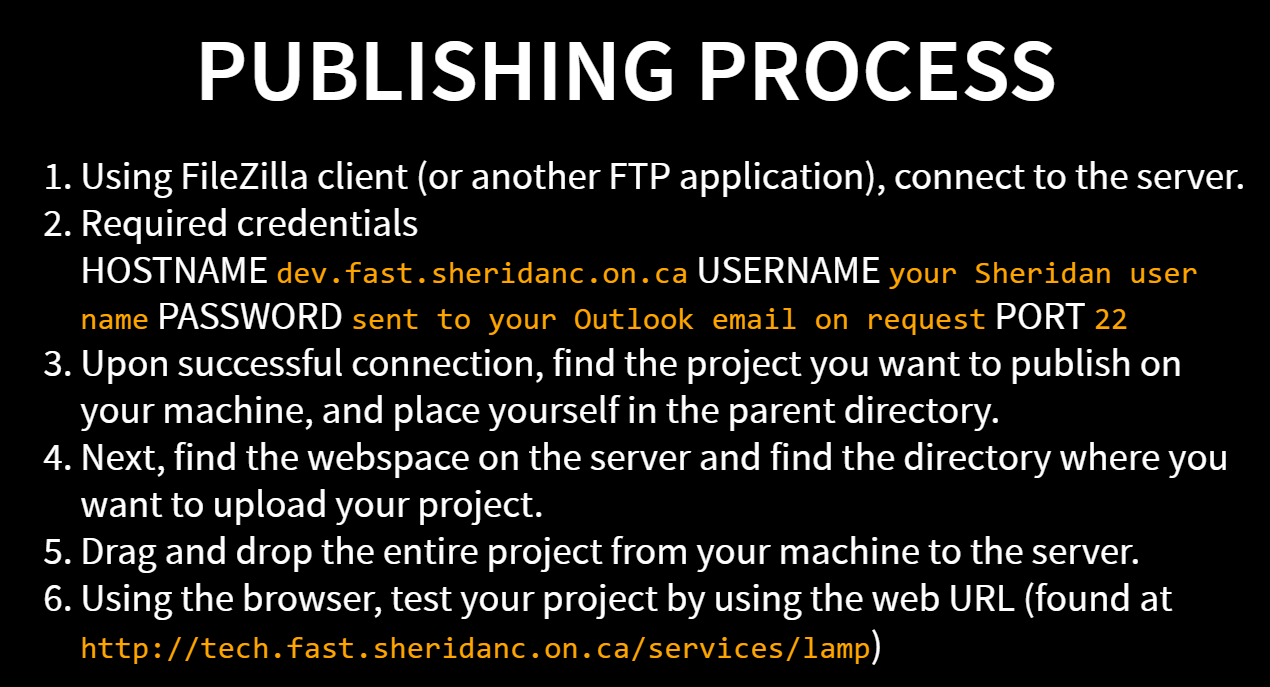 PUBLISHING PROCESS
1. Using FileZilla client (or another FTP application), connect to the server.
2. Required credentials
HOSTNAME dev.fast.sheridanc.on.ca USERNAME your Sheridan user
name PASSWORD sent to your Outlook email on request PORT 22
3. Upon successful connection, find the project you want to publish on
your machine, and place yourself in the parent directory.
4. Next, find the webspace on the server and find the directory where you
want to upload your project.
5. Drag and drop the entire project from your machine to the server.
6. Using the browser, test your project by using the web URL (found at
http://tech.fast.sheridanc.on.ca/services/lamp)